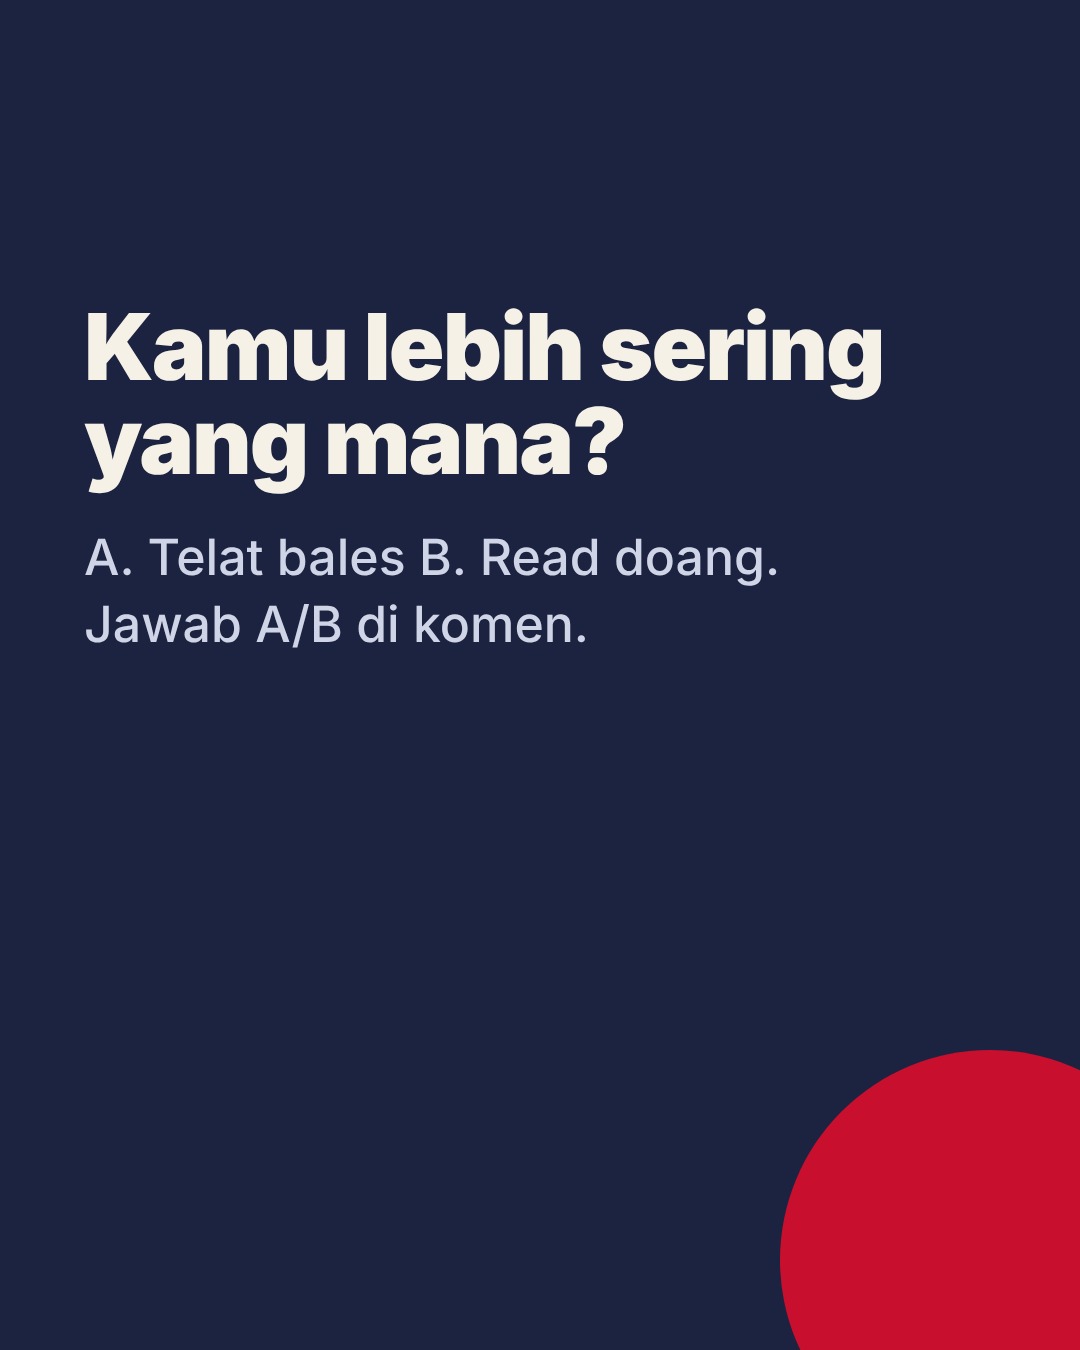 Kamu lebih sering
yang mana?
A. Telat bales B. Read doang.
Jawab A/B di komen.